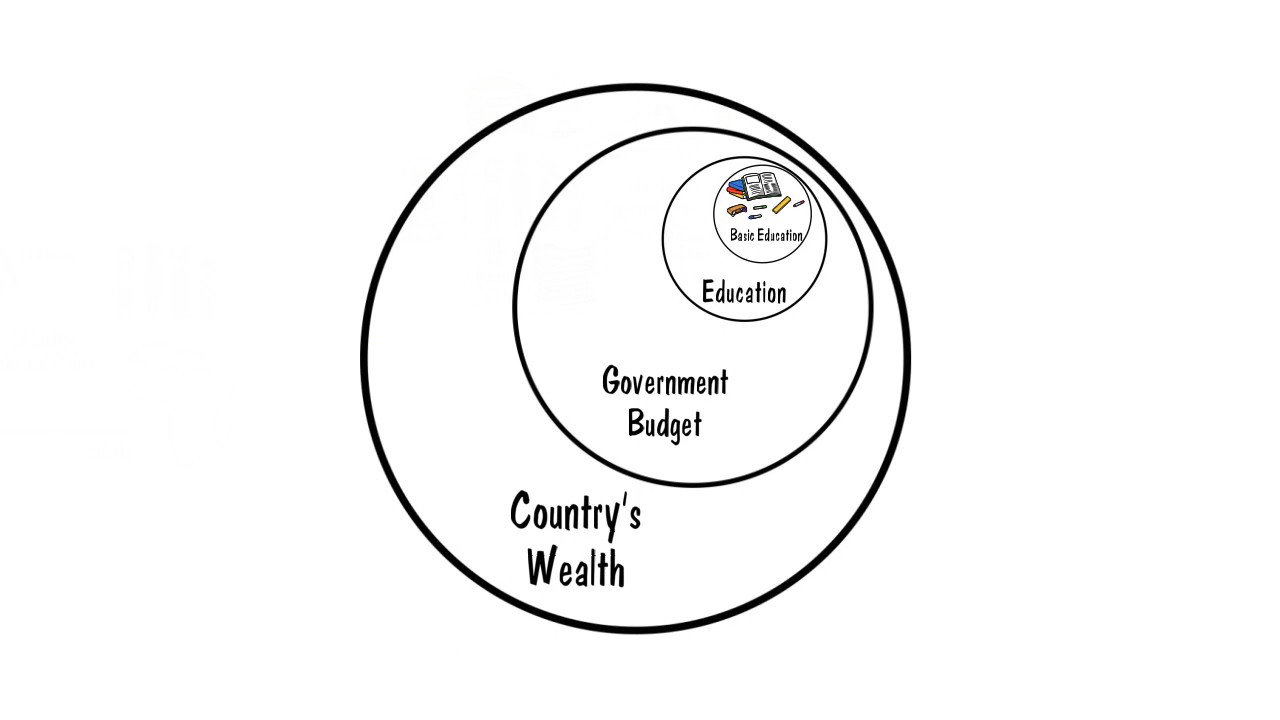 Basic Education
Education
Government
Budget
Country's
Wealth